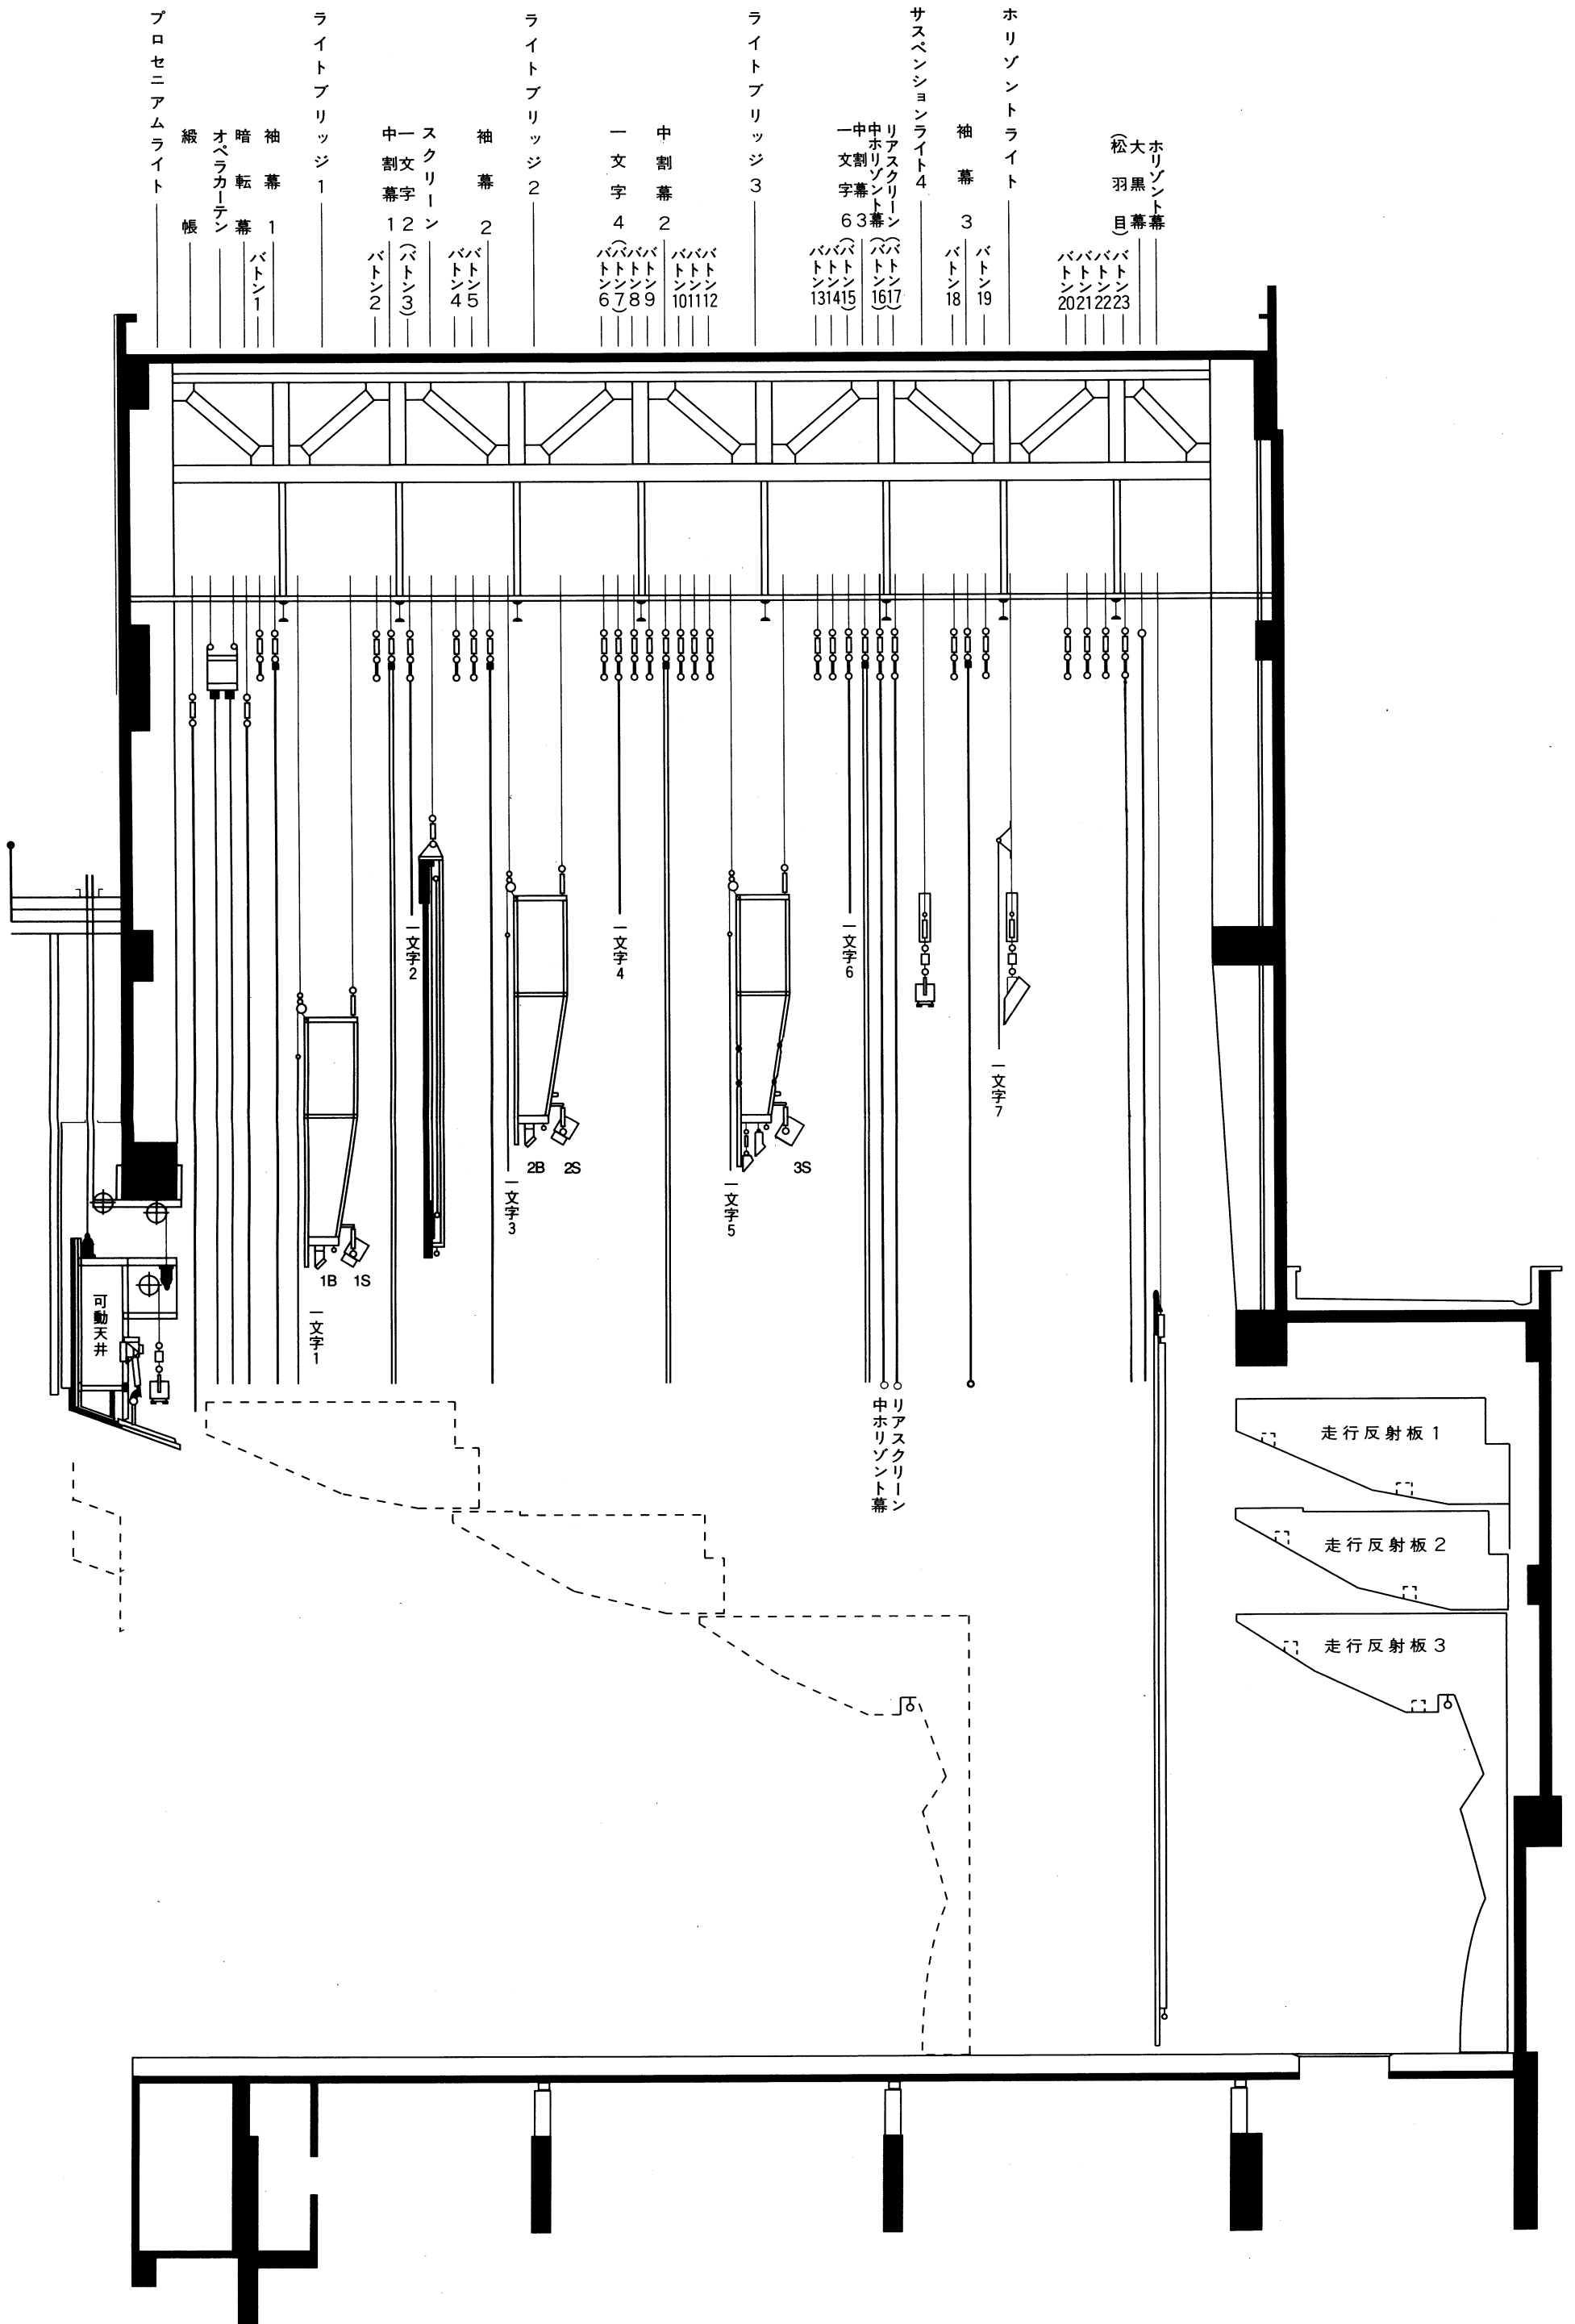 プロセニアムライト
緞帳
オペラカーテン
暗転幕
バトン1
袖幕1
ライトブリッジ1
バトン2
中割幕1
一文字2(バトン3)
スクリーン
バトン4
バトン5
袖幕2
ライトブリッジ2
バトン6
一文字4(バトン7)
バトン8
バトン9
中割幕2
バトン10
バトン11
バトン12
ライトブリッジ3
バトン13
バトン14
一文字6(バトン15)
中割幕3
中ホリゾント幕(バトン16)
リアスクリーン(バトン17)
サスペンションライト4
バトン18
袖幕3
バトン19
ホリゾントライト
バトン20
バトン21
バトン22
バトン23
(松羽目)
大黒幕
ホリゾント幕
一文字2
一文字4
一文字6
一文字7
2B
2S
3S
一文字3
一文字5
1B
1S
一文字1
可動天井
中ホリゾント幕
リアスクリーン
走行反射板1
走行反射板2
走行反射板3